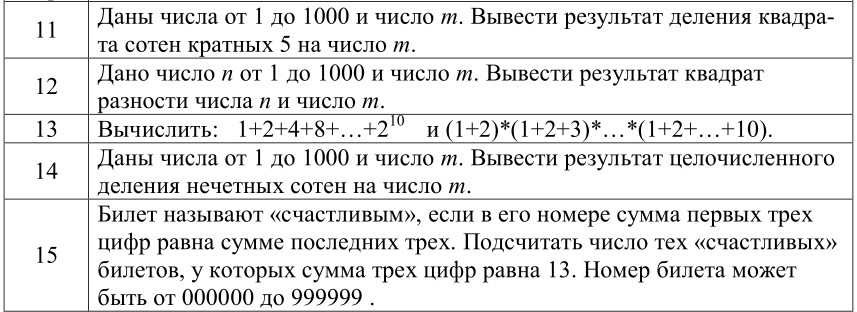 11 Даны числа от 1 до 1000 и число m. Вывести результат деления квадра-
та сотен кратных 5 на число m.
12 Дано число n от 1 до 1000 и число m. Вывести результат квадрат
разности числа n и число m.
13 Вычислить: 1+2+4+8+…+2^10 и (1+2)*(1+2+3)*…*(1+2+…+10).
14 Даны числа от 1 до 1000 и число m. Вывести результат целочисленного
деления нечетных сотен на число m.
15 Билет называют «счастливым», если в его номере сумма первых трех
цифр равна сумме последних трех. Подсчитать число тех «счастливых»
билетов, у которых сумма трех цифр равна 13. Номер билета может
быть от 000000 до 999999 .